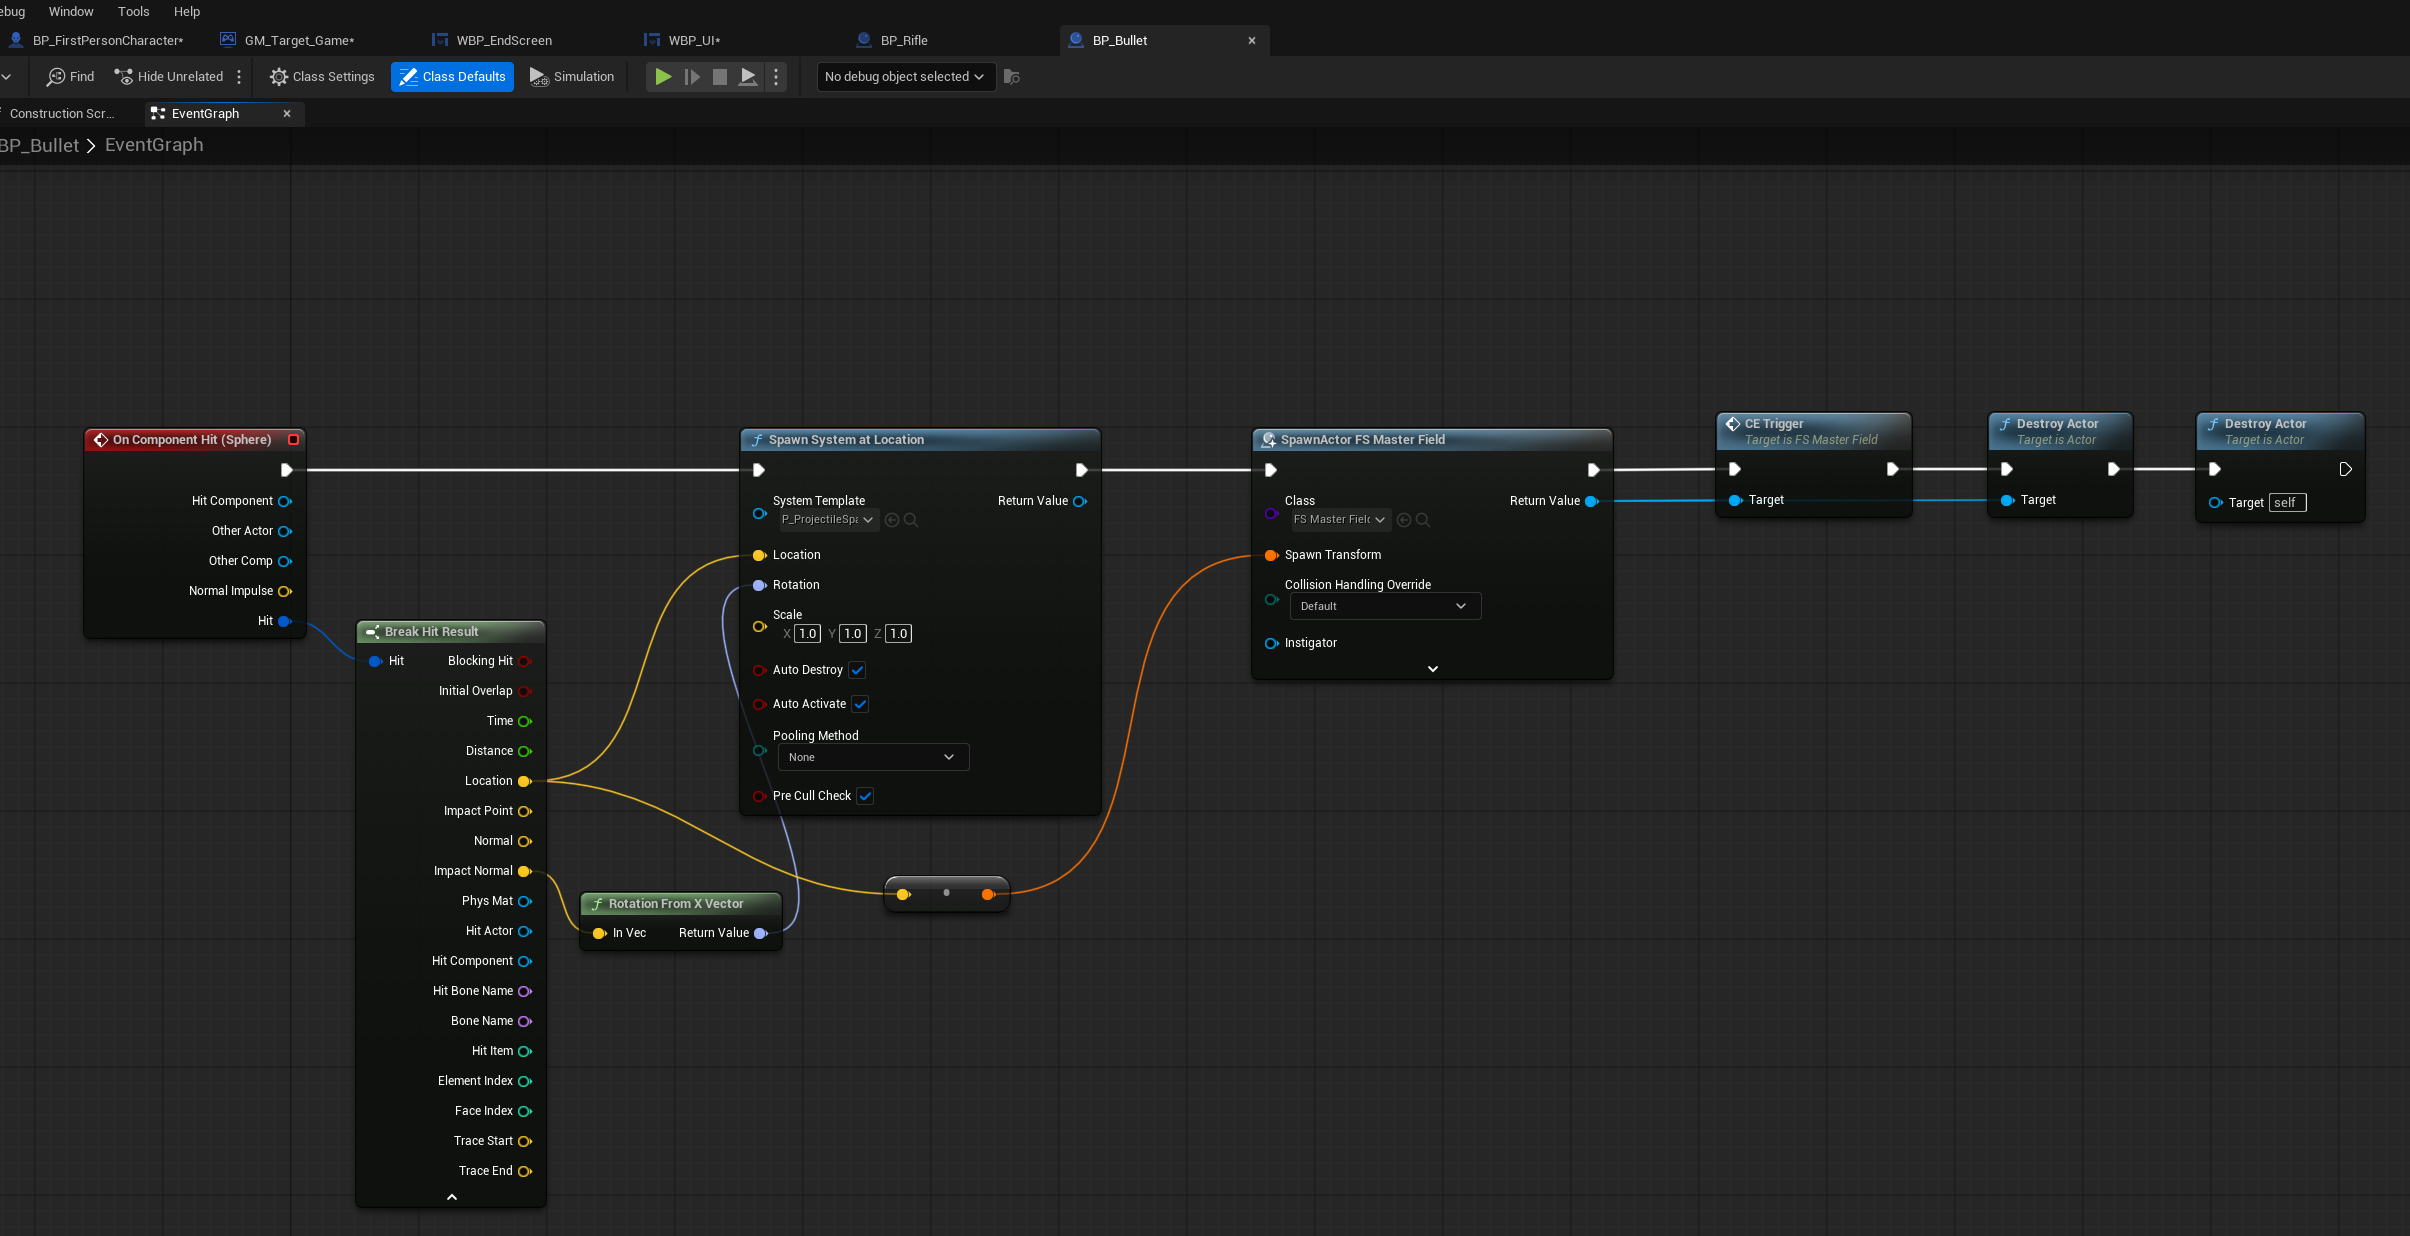 Window Tools Help
BP_FirstPersonCharacter* GM_Target_Game* WBP_EndScreen WBP_UI* BP_Rifle BP_Bullet
Find Hide Unrelated Class Settings Class Defaults Simulation No debug object selected
Construction Scr... EventGraph
BP_Bullet > EventGraph
On Component Hit (Sphere)
Hit Component
Other Actor
Other Comp
Normal Impulse
Hit
Break Hit Result
Hit
Blocking Hit
Initial Overlap
Time
Distance
Location
Impact Point
Normal
Impact Normal
Phys Mat
Hit Actor
Hit Component
Hit Bone Name
Bone Name
Hit Item
Element Index
Face Index
Trace Start
Trace End
Rotation From X Vector
In Vec Return Value
Spawn System at Location
System Template Return Value
P_ProjectileSpa
Location
Rotation
Scale
X 1.0 Y 1.0 Z 1.0
Auto Destroy
Auto Activate
Pooling Method
None
Pre Cull Check
SpawnActor FS Master Field
Class Return Value
FS Master Field
Spawn Transform
Collision Handling Override
Default
Instigator
CE Trigger
Target is FS Master Field
Target
Destroy Actor
Target is Actor
Target
Destroy Actor
Target is Actor
Target self